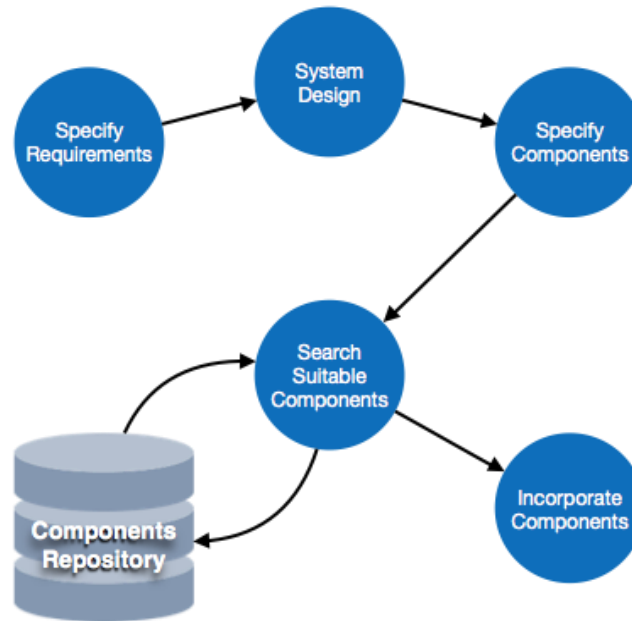 System
Design
Specify
Requirements
Specify
Components
Search
Suitable
Components
Components
Repository
Incorporate
Components